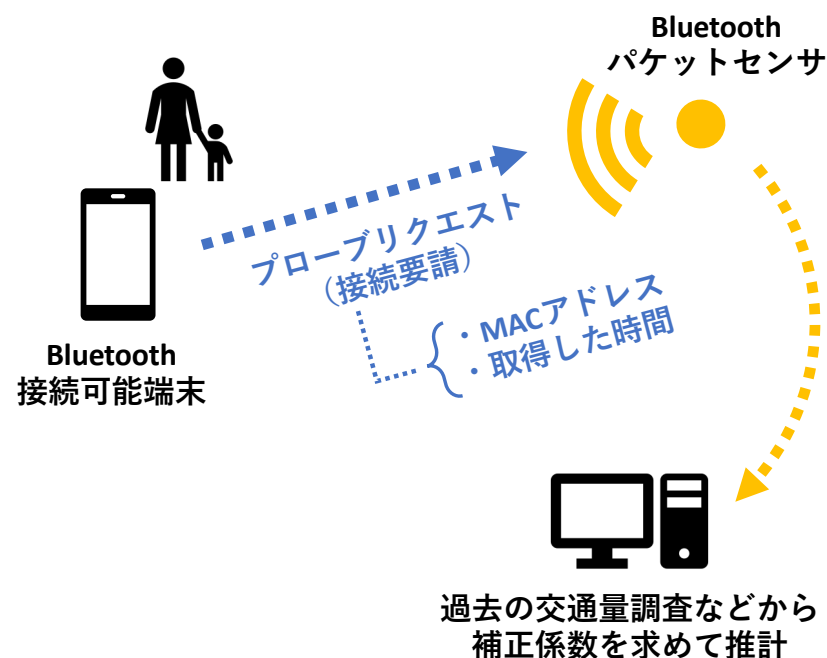 Bluetooth
パケットセンサ
プローブリクエスト
（接続要請）
・MACアドレス
・取得した時間
Bluetooth
接続可能端末
過去の交通量調査などから
補正係数を求めて推計